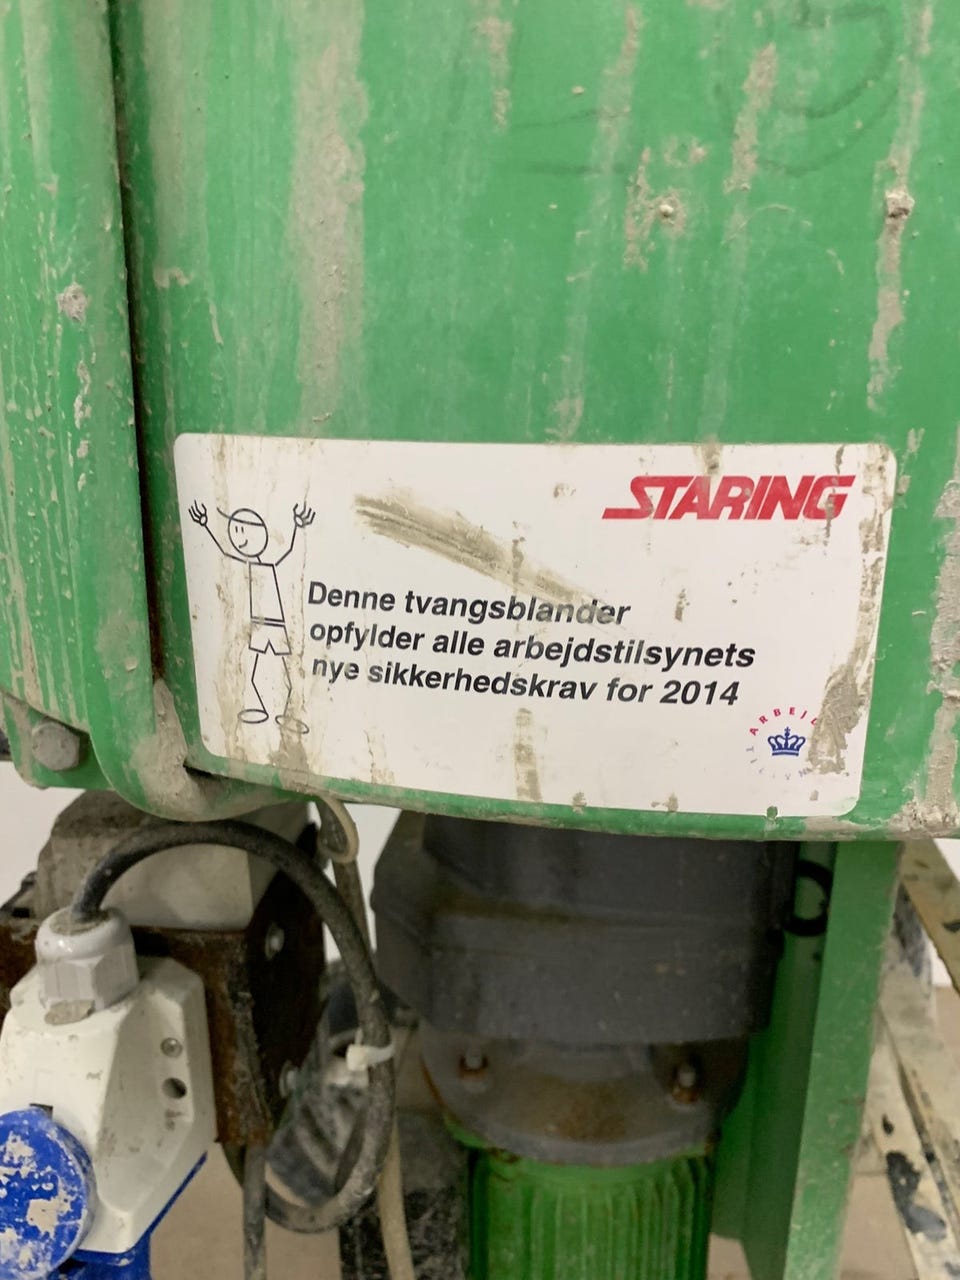 STARING
Denne tvangsblander
opfylder alle arbejdstilsynets
nye sikkerhedskrav for 2014